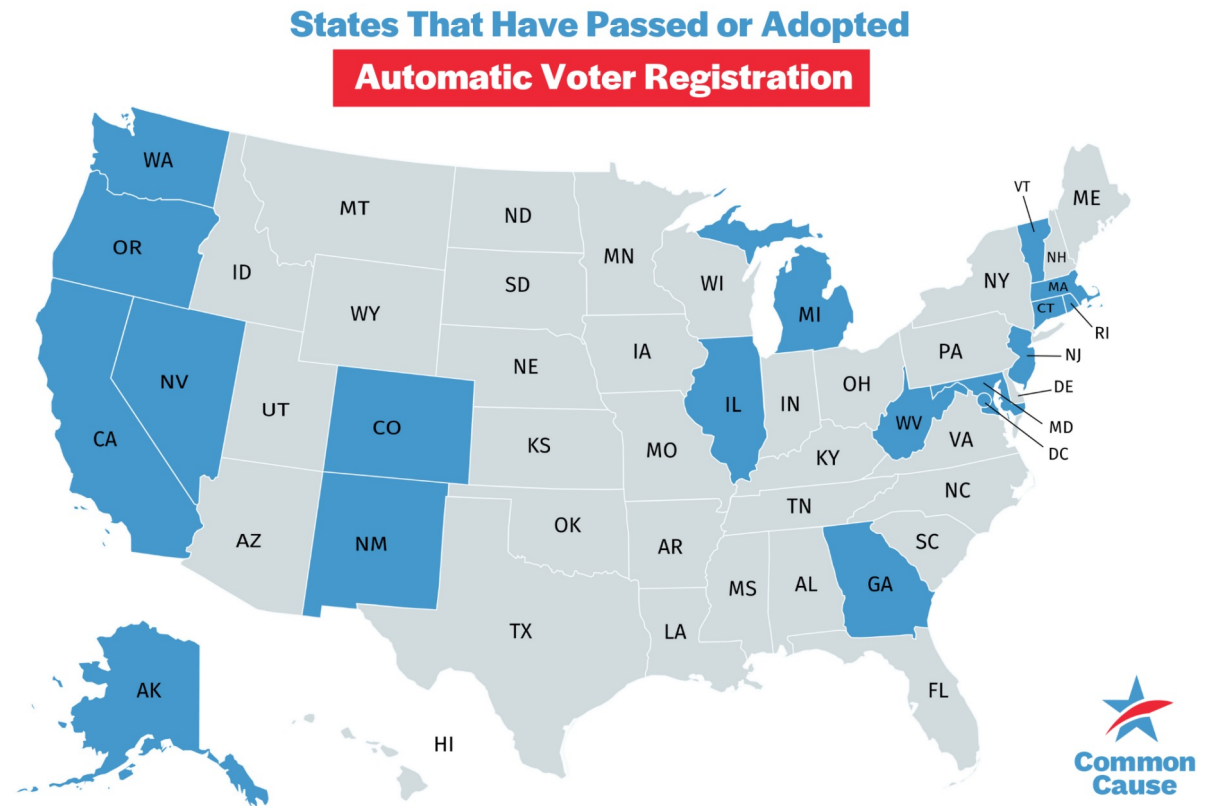 States That Have Passed or Adopted
Automatic Voter Registration
WA
MT
ND
MN
VT
ME
OR
ID
SD
WI
NH
NY
MA
WY
MI
CT
RI
IA
PA
NJ
NV
NE
OH
DE
UT
CO
IL
IN
WV
MD
CA
KS
MO
KY
VA
DC
NC
TN
AZ
NM
OK
AR
SC
MS
AL
GA
TX
LA
AK
FL
HI
Common
Cause